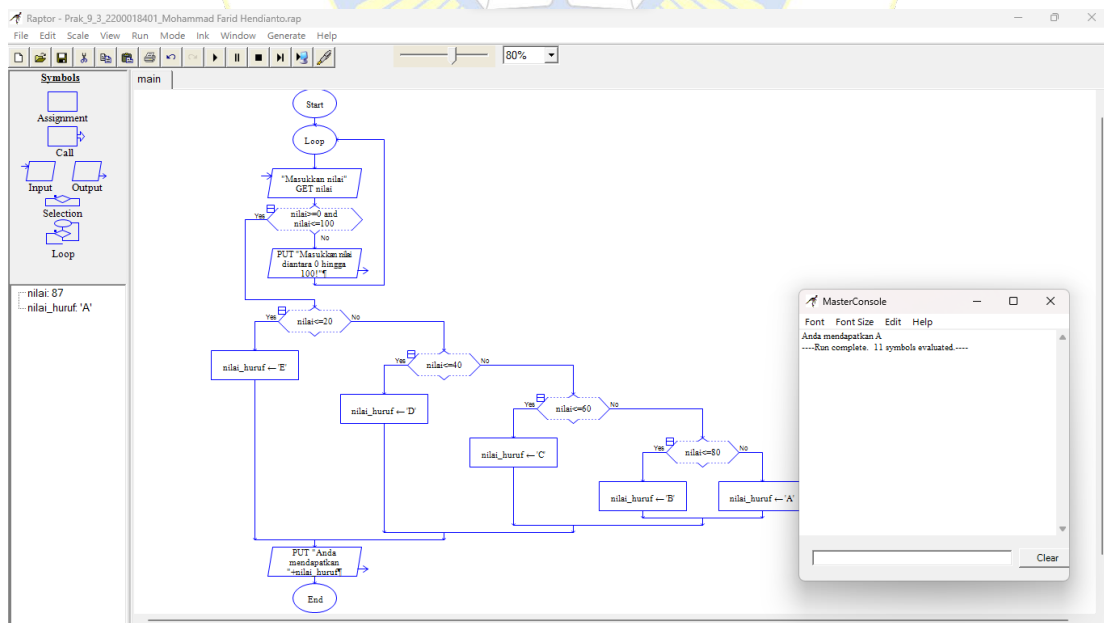 Raptor - Prak_9_3_2200018401_Mohammad Farid Hendianto.rap
File Edit Scale View Run Mode Ink Window Generate Help
80%
Symbols
Assignment
Call
Input Output
Selection
Loop
nilai: 87
nilai_huruf: 'A'
main
Start
Loop
"Masukkan nilai"
GET nilai
Yes
nilai>=0 and
nilai<=100
No
PUT "Masukkan nilai
diantara 0 hingga
100!"¶
Yes
nilai<=20
No
nilai_huruf ← 'E'
Yes
nilai<=40
No
nilai_huruf ← 'D'
Yes
nilai<=60
No
nilai_huruf ← 'C'
Yes
nilai<=80
No
nilai_huruf ← 'B'
nilai_huruf ← 'A'
PUT "Anda
mendapatkan
"+nilai_huruf¶
End
MasterConsole
Font Font Size Edit Help
Anda mendapatkan A
----Run complete. 11 symbols evaluated.----
Clear